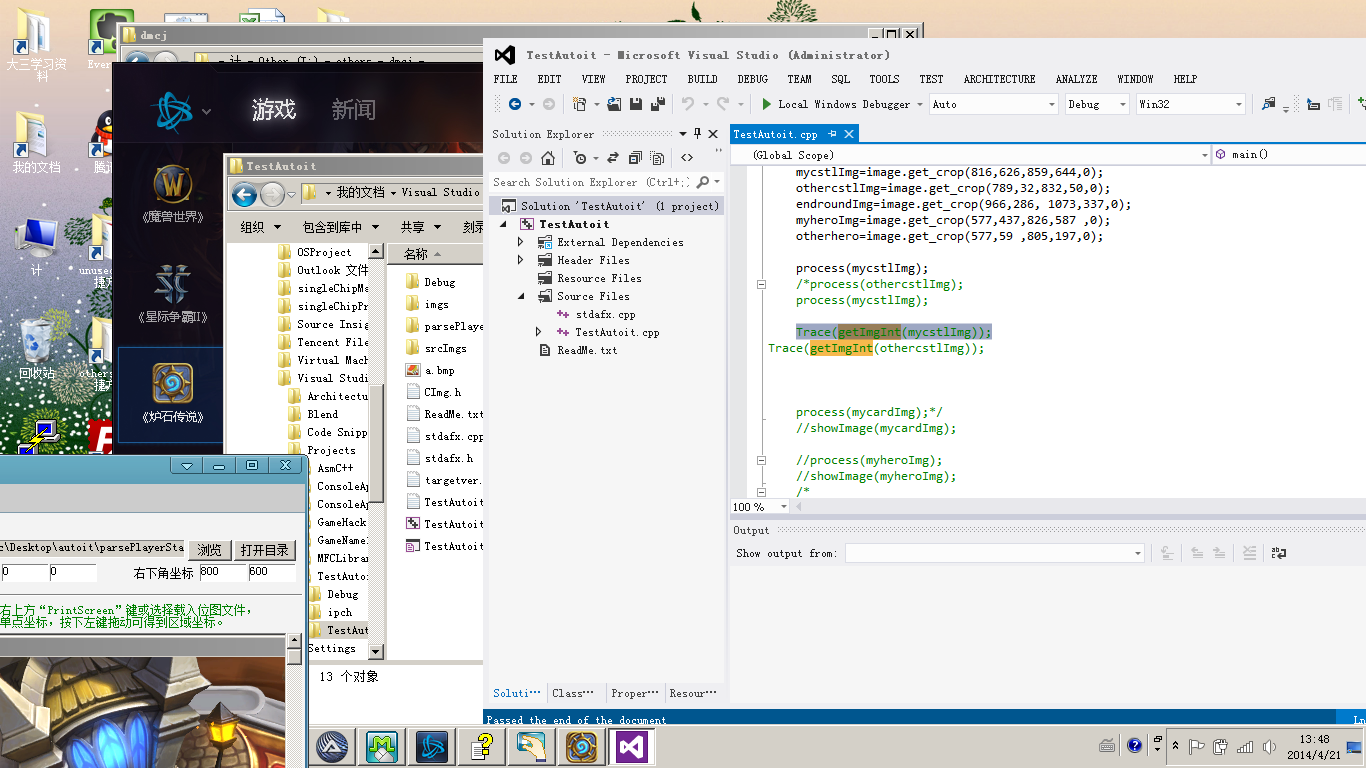 大三学习资料
Ever
我的文档
腾
计
回收站
dmcj
游戏
新闻
《魔兽世界》
《星际争霸II》
《炉石传说》
TestAutoit
我的文档 Visual Studio
组织
包含到库中
共享
刻录
OSProject
Outlook 文件
singleChipMe
singleChipPr
Source Insig
Tencent File
Virtual Mach
Visual Studi
Architectu
Blend
Code Snipp
Projects
AsmC++
ConsoleAp
ConsoleAp
GameHack
GameName
MFCLibrar
TestAutoi
Debug
ipch
TestAut
Settings
名称
Debug
imgs
parsePlaye
srcImgs
a.bmp
CImg.h
ReadMe.txt
stdafx.cpp
stdafx.h
targetver.
TestAutoit
TestAutoit
TestAutoit
13 个对象
c\Desktop\autoit\parsePlayerSta
浏览
打开目录
0
0
右下角坐标
800
600
右上方“PrintScreen”键或选择载入位图文件,
单点坐标,按下左键拖动可得到区域坐标。
TestAutoit - Microsoft Visual Studio (Administrator)
FILE EDIT VIEW PROJECT BUILD DEBUG TEAM SQL TOOLS TEST ARCHITECTURE ANALYZE WINDOW HELP
Local Windows Debugger Auto Debug Win32
Solution Explorer
Search Solution Explorer (Ctrl+;)
Solution 'TestAutoit' (1 project)
TestAutoit
External Dependencies
Header Files
Resource Files
Source Files
stdafx.cpp
TestAutoit.cpp
ReadMe.txt
Soluti… Class… Proper… Resour…
TestAutoit.cpp
(Global Scope)
main()
mycstlImg=image.get_crop(816,626,859,644,0);
othercstlImg=image.get_crop(789,32,832,50,0);
endroundImg=image.get_crop(966,286, 1073,337,0);
myheroImg=image.get_crop(577,437,826,587 ,0);
otherhero=image.get_crop(577,59 ,805,197,0);
process(mycstlImg);
/*process(othercstlImg);
process(mycstlImg);
Trace(getImgInt(mycstlImg));
Trace(getImgInt(othercstlImg));
process(mycardImg);*/
//showImage(mycardImg);
//process(myheroImg);
//showImage(myheroImg);
/*
100 %
Output
Show output from:
Passed the end of the document
Ln
13:48
2014/4/21